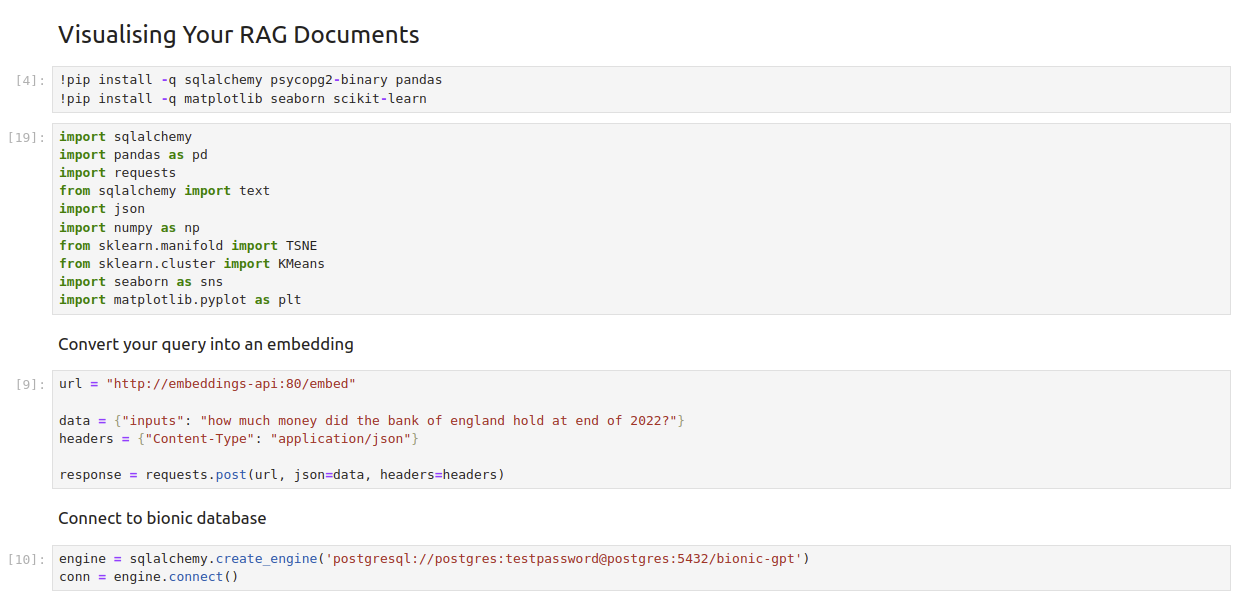 Visualising Your RAG Documents
[4]:
!pip install -q sqlalchemy psycopg2-binary pandas
!pip install -q matplotlib seaborn scikit-learn
[19]:
import sqlalchemy
import pandas as pd
import requests
from sqlalchemy import text
import json
import numpy as np
from sklearn.manifold import TSNE
from sklearn.cluster import KMeans
import seaborn as sns
import matplotlib.pyplot as plt
Convert your query into an embedding
[9]:
url = "http://embeddings-api:80/embed"
data = {"inputs": "how much money did the bank of england hold at end of 2022?"}
headers = {"Content-Type": "application/json"}
response = requests.post(url, json=data, headers=headers)
Connect to bionic database
[10]:
engine = sqlalchemy.create_engine('postgresql://postgres:testpassword@postgres:5432/bionic-gpt')
conn = engine.connect()